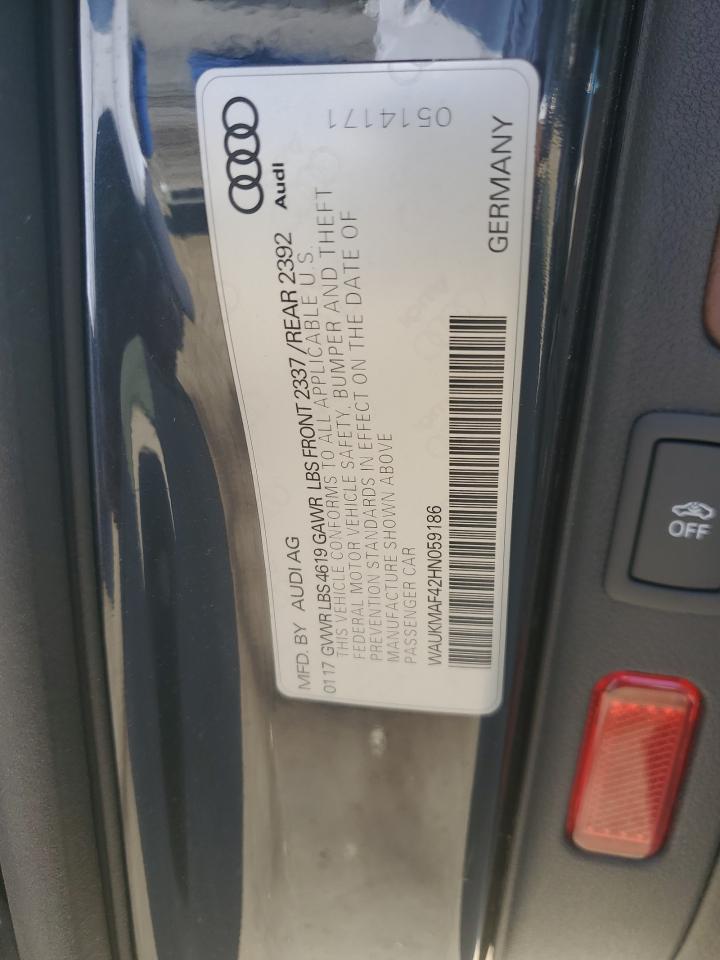 Audi
0514171
MFD. BY AUDI AG
01 17 GVWR LBS 4619 GAWR LBS FRONT 2337 /REAR 2392
THIS VEHICLE CONFORMS TO ALL APPLICABLE U.S.
FEDERAL MOTOR VEHICLE SAFETY, BUMPER AND THEFT
PREVENTION STANDARDS IN EFFECT ON THE DATE OF
MANUFACTURE SHOWN ABOVE
PASSENGER CAR
WAUKMAF42HN059186
GERMANY
OFF